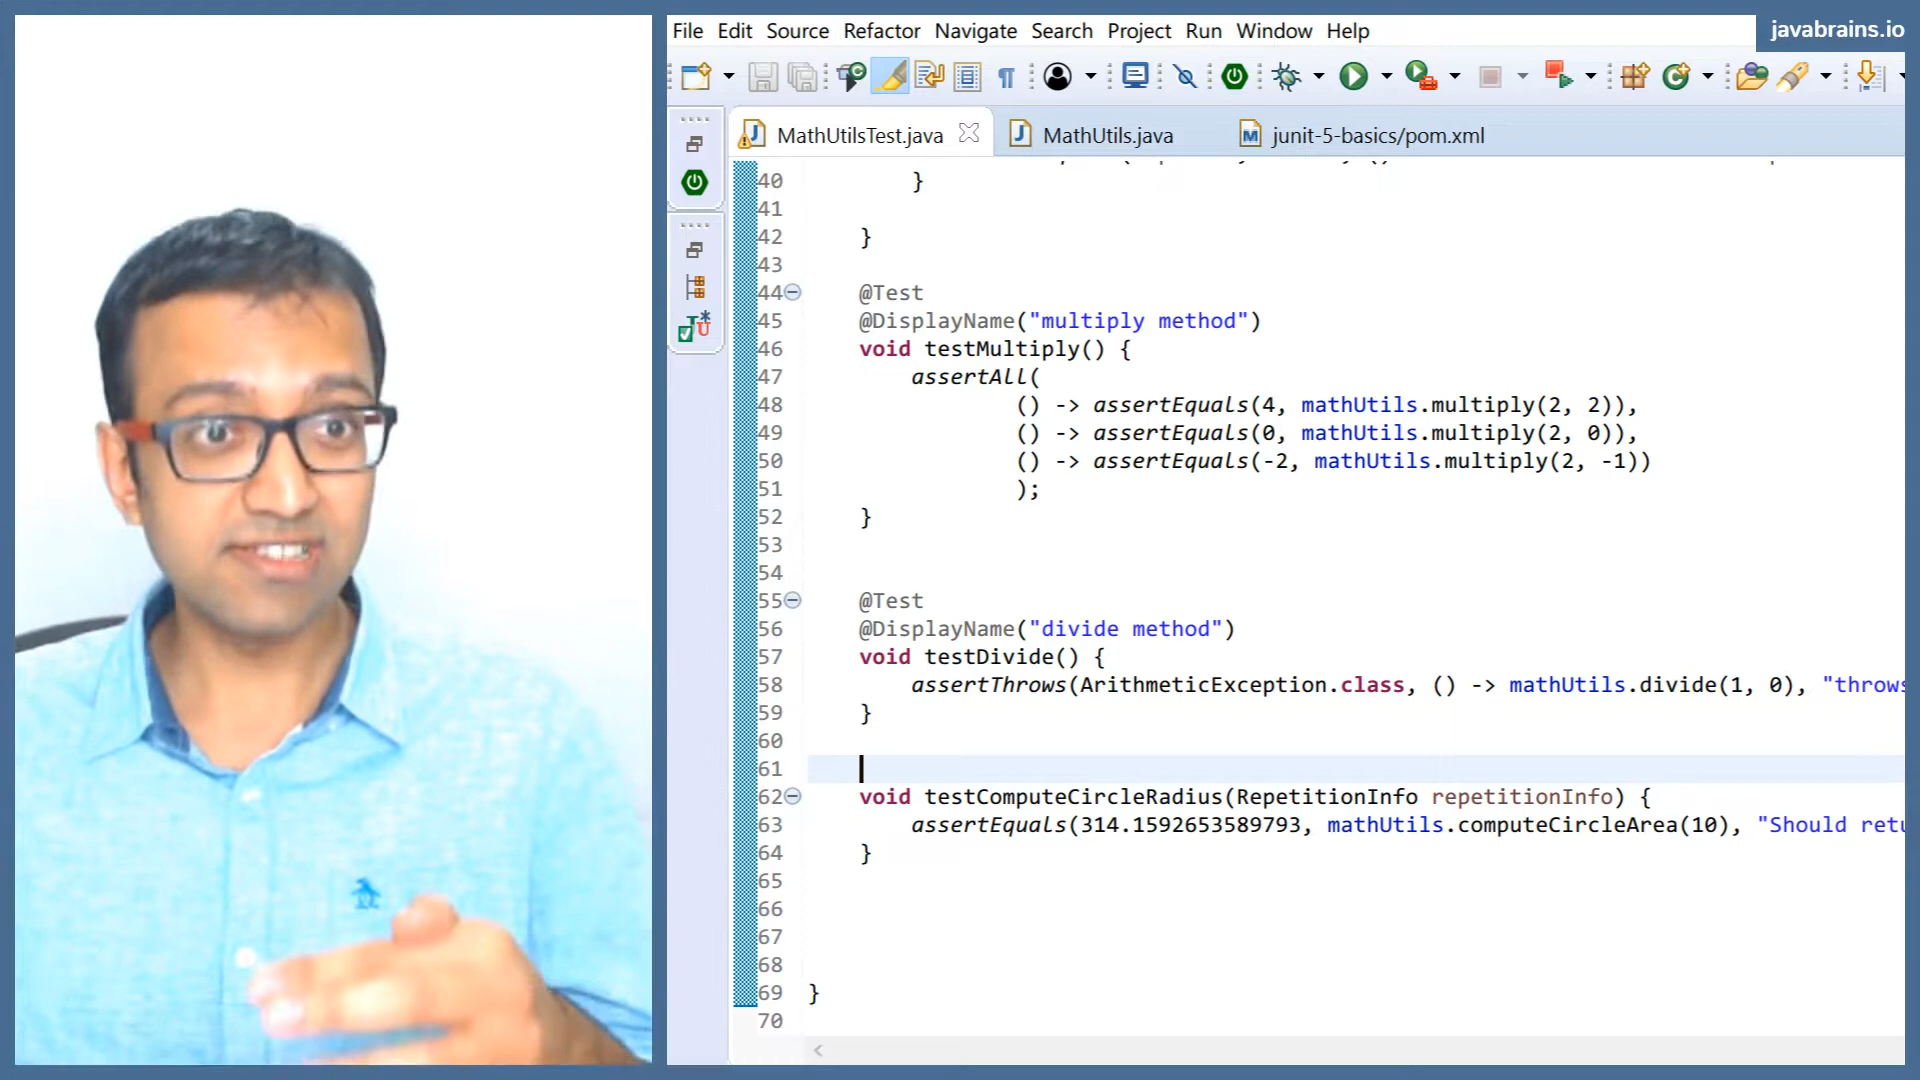 javabrains.io
File Edit Source Refactor Navigate Search Project Run Window Help
MathUtilsTest.java MathUtils.java junit-5-basics/pom.xml
40 }
41
42 }
43
44 @Test
45 @DisplayName("multiply method")
46 void testMultiply() {
47 assertAll(
48 () -> assertEquals(4, mathUtils.multiply(2, 2)),
49 () -> assertEquals(0, mathUtils.multiply(2, 0)),
50 () -> assertEquals(-2, mathUtils.multiply(2, -1))
51 );
52 }
53
54
55 @Test
56 @DisplayName("divide method")
57 void testDivide() {
58 assertThrows(ArithmeticException.class, () -> mathUtils.divide(1, 0), "throws
59 }
60
61
62 void testComputeCircleRadius(RepetitionInfo repetitionInfo) {
63 assertEquals(314.1592653589793, mathUtils.computeCircleArea(10), "Should retu
64 }
65
66
67
68
69 }
70